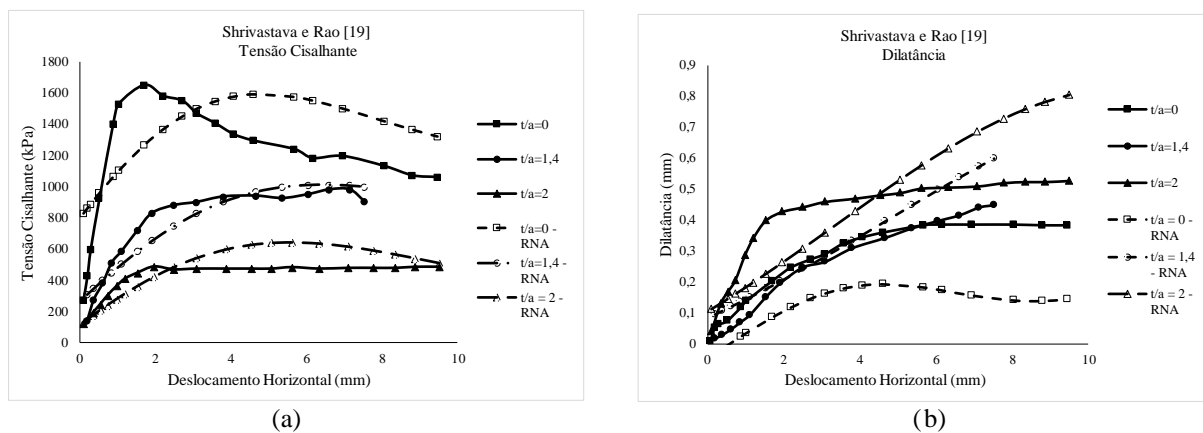 Shrivastava e Rao [19]
Tensão Cisalhante
Tensão Cisalhante (kPa)
1800
1600
1400
1200
1000
800
600
400
200
0
0 2 4 6 8 10
Deslocamento Horizontal (mm)
t/a=0
t/a=1,4
t/a=2
t/a=0 -
RNA
t/a=1,4 -
RNA
t/a = 2 -
RNA
(a)
Shrivastava e Rao [19]
Dilatância
Dilatância (mm)
0,9
0,8
0,7
0,6
0,5
0,4
0,3
0,2
0,1
0
0 2 4 6 8 10
Deslocamento Horizontal (mm)
t/a=0
t/a=1,4
t/a=2
t/a = 0 -
RNA
t/a = 1,4
- RNA
t/a = 2 -
RNA
(b)